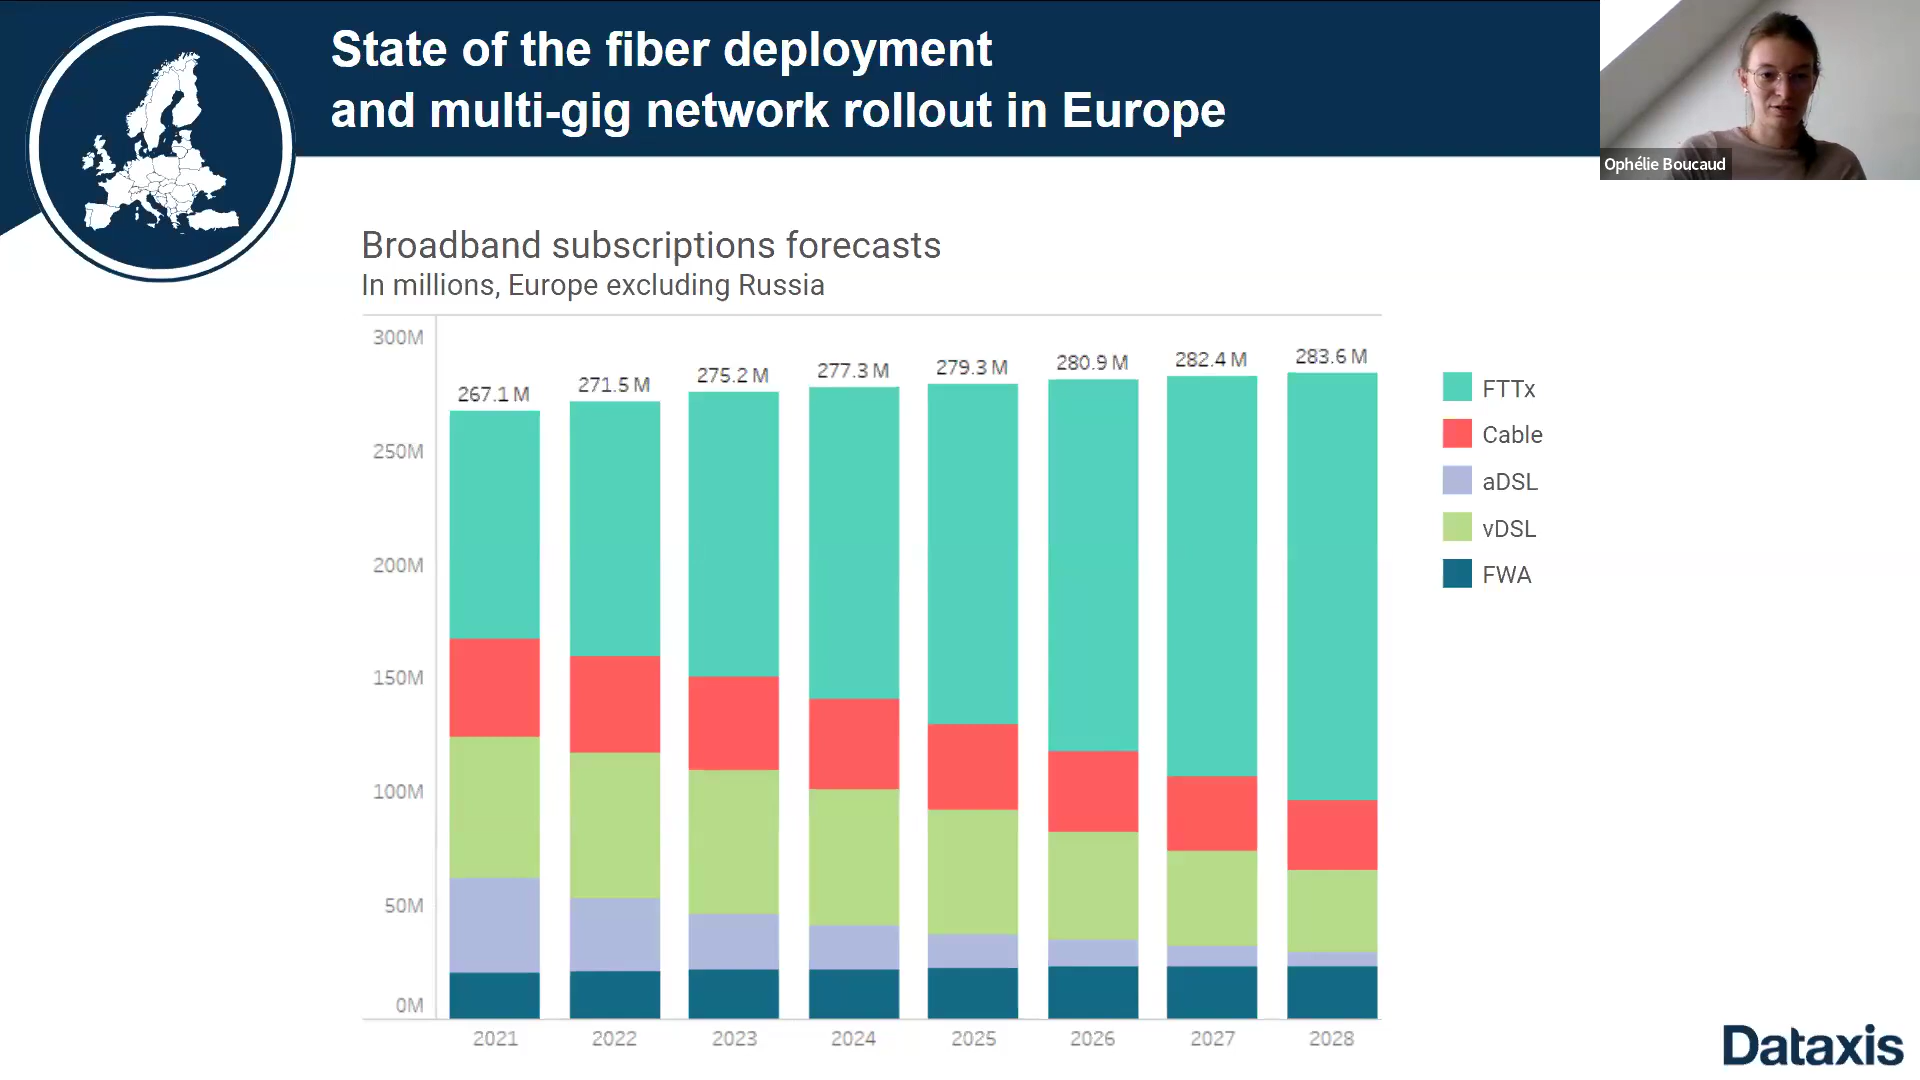 State of the fiber deployment
and multi-gig network rollout in Europe
Ophélie Boucaud
Broadband subscriptions forecasts
In millions, Europe excluding Russia
300M
250M
200M
150M
100M
50M
0M
267.1 M
271.5 M
275.2 M
277.3 M
279.3 M
280.9 M
282.4 M
283.6 M
2021
2022
2023
2024
2025
2026
2027
2028
FTTx
Cable
aDSL
vDSL
FWA
Dataxis